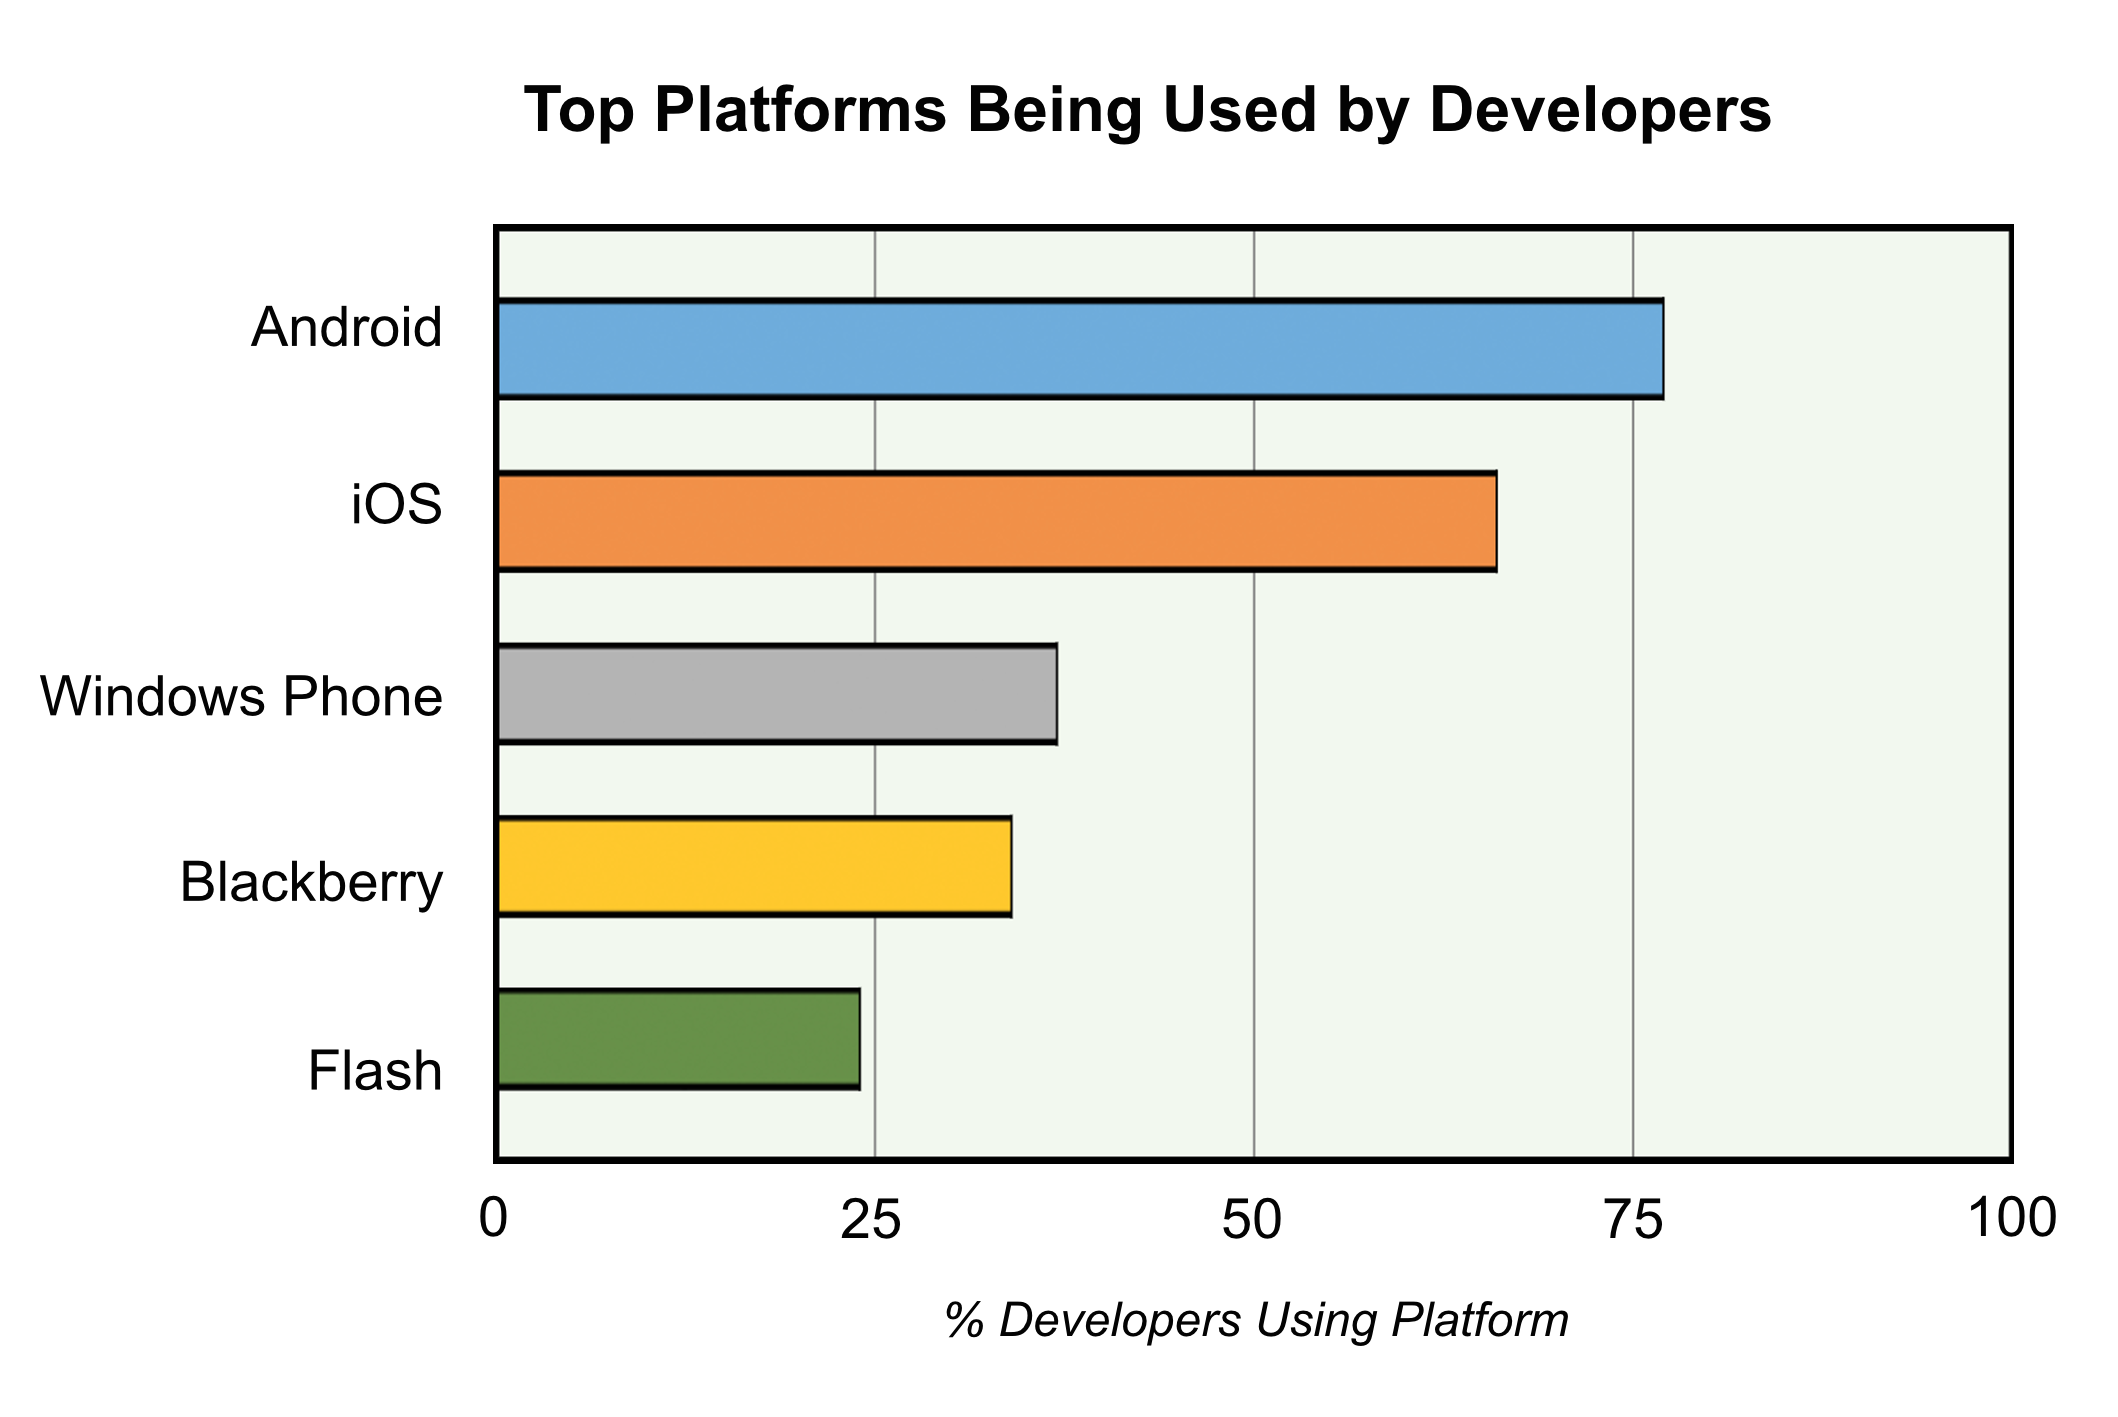 Top Platforms Being Used by Developers
Android
iOS
Windows Phone
Blackberry
Flash
0 25 50 75 100
% Developers Using Platform